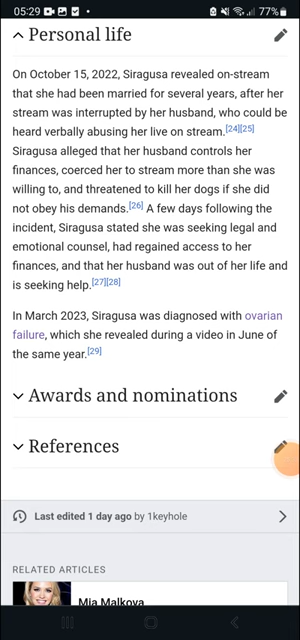 05:29 77%
Personal life
On October 15, 2022, Siragusa revealed on-stream
that she had been married for several years, after her
stream was interrupted by her husband, who could be
heard verbally abusing her live on stream.[24][25]
Siragusa alleged that her husband controls her
finances, coerced her to stream more than she was
willing to, and threatened to kill her dogs if she did
not obey his demands.[26] A few days following the
incident, Siragusa stated she was seeking legal and
emotional counsel, had regained access to her
finances, and that her husband was out of her life and
is seeking help.[27][28]
In March 2023, Siragusa was diagnosed with ovarian
failure, which she revealed during a video in June of
the same year.[29]
Awards and nominations
References
Last edited 1 day ago by 1keyhole
RELATED ARTICLES
Mia Malkova